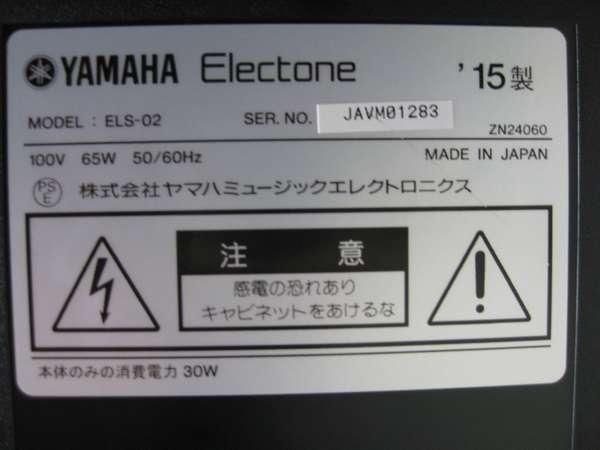 YAMAHA Electone '15製
MODEL : ELS-02 SER. NO. JAVM01283
ZN24060
100V 65W 50/60Hz MADE IN JAPAN
PSE 株式会社ヤマハミュージックエレクトロニクス
注意
感電の恐れあり
キャビネットをあけるな
本体のみの消費電力 30W